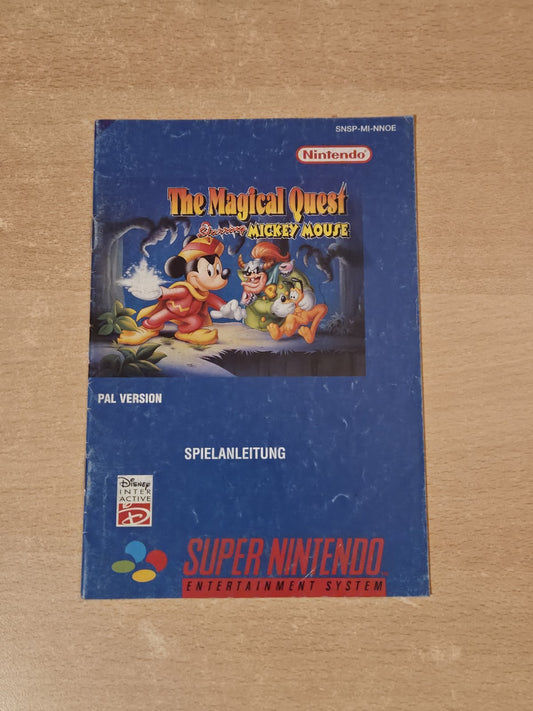 SNSP-MI-NNOE
Nintendo
The Magical Quest
Starring MICKEY MOUSE
PAL VERSION
SPIELANLEITUNG
DISNEY
INTER
ACTIVE
SUPER NINTENDO
ENTERTAINMENT SYSTEM